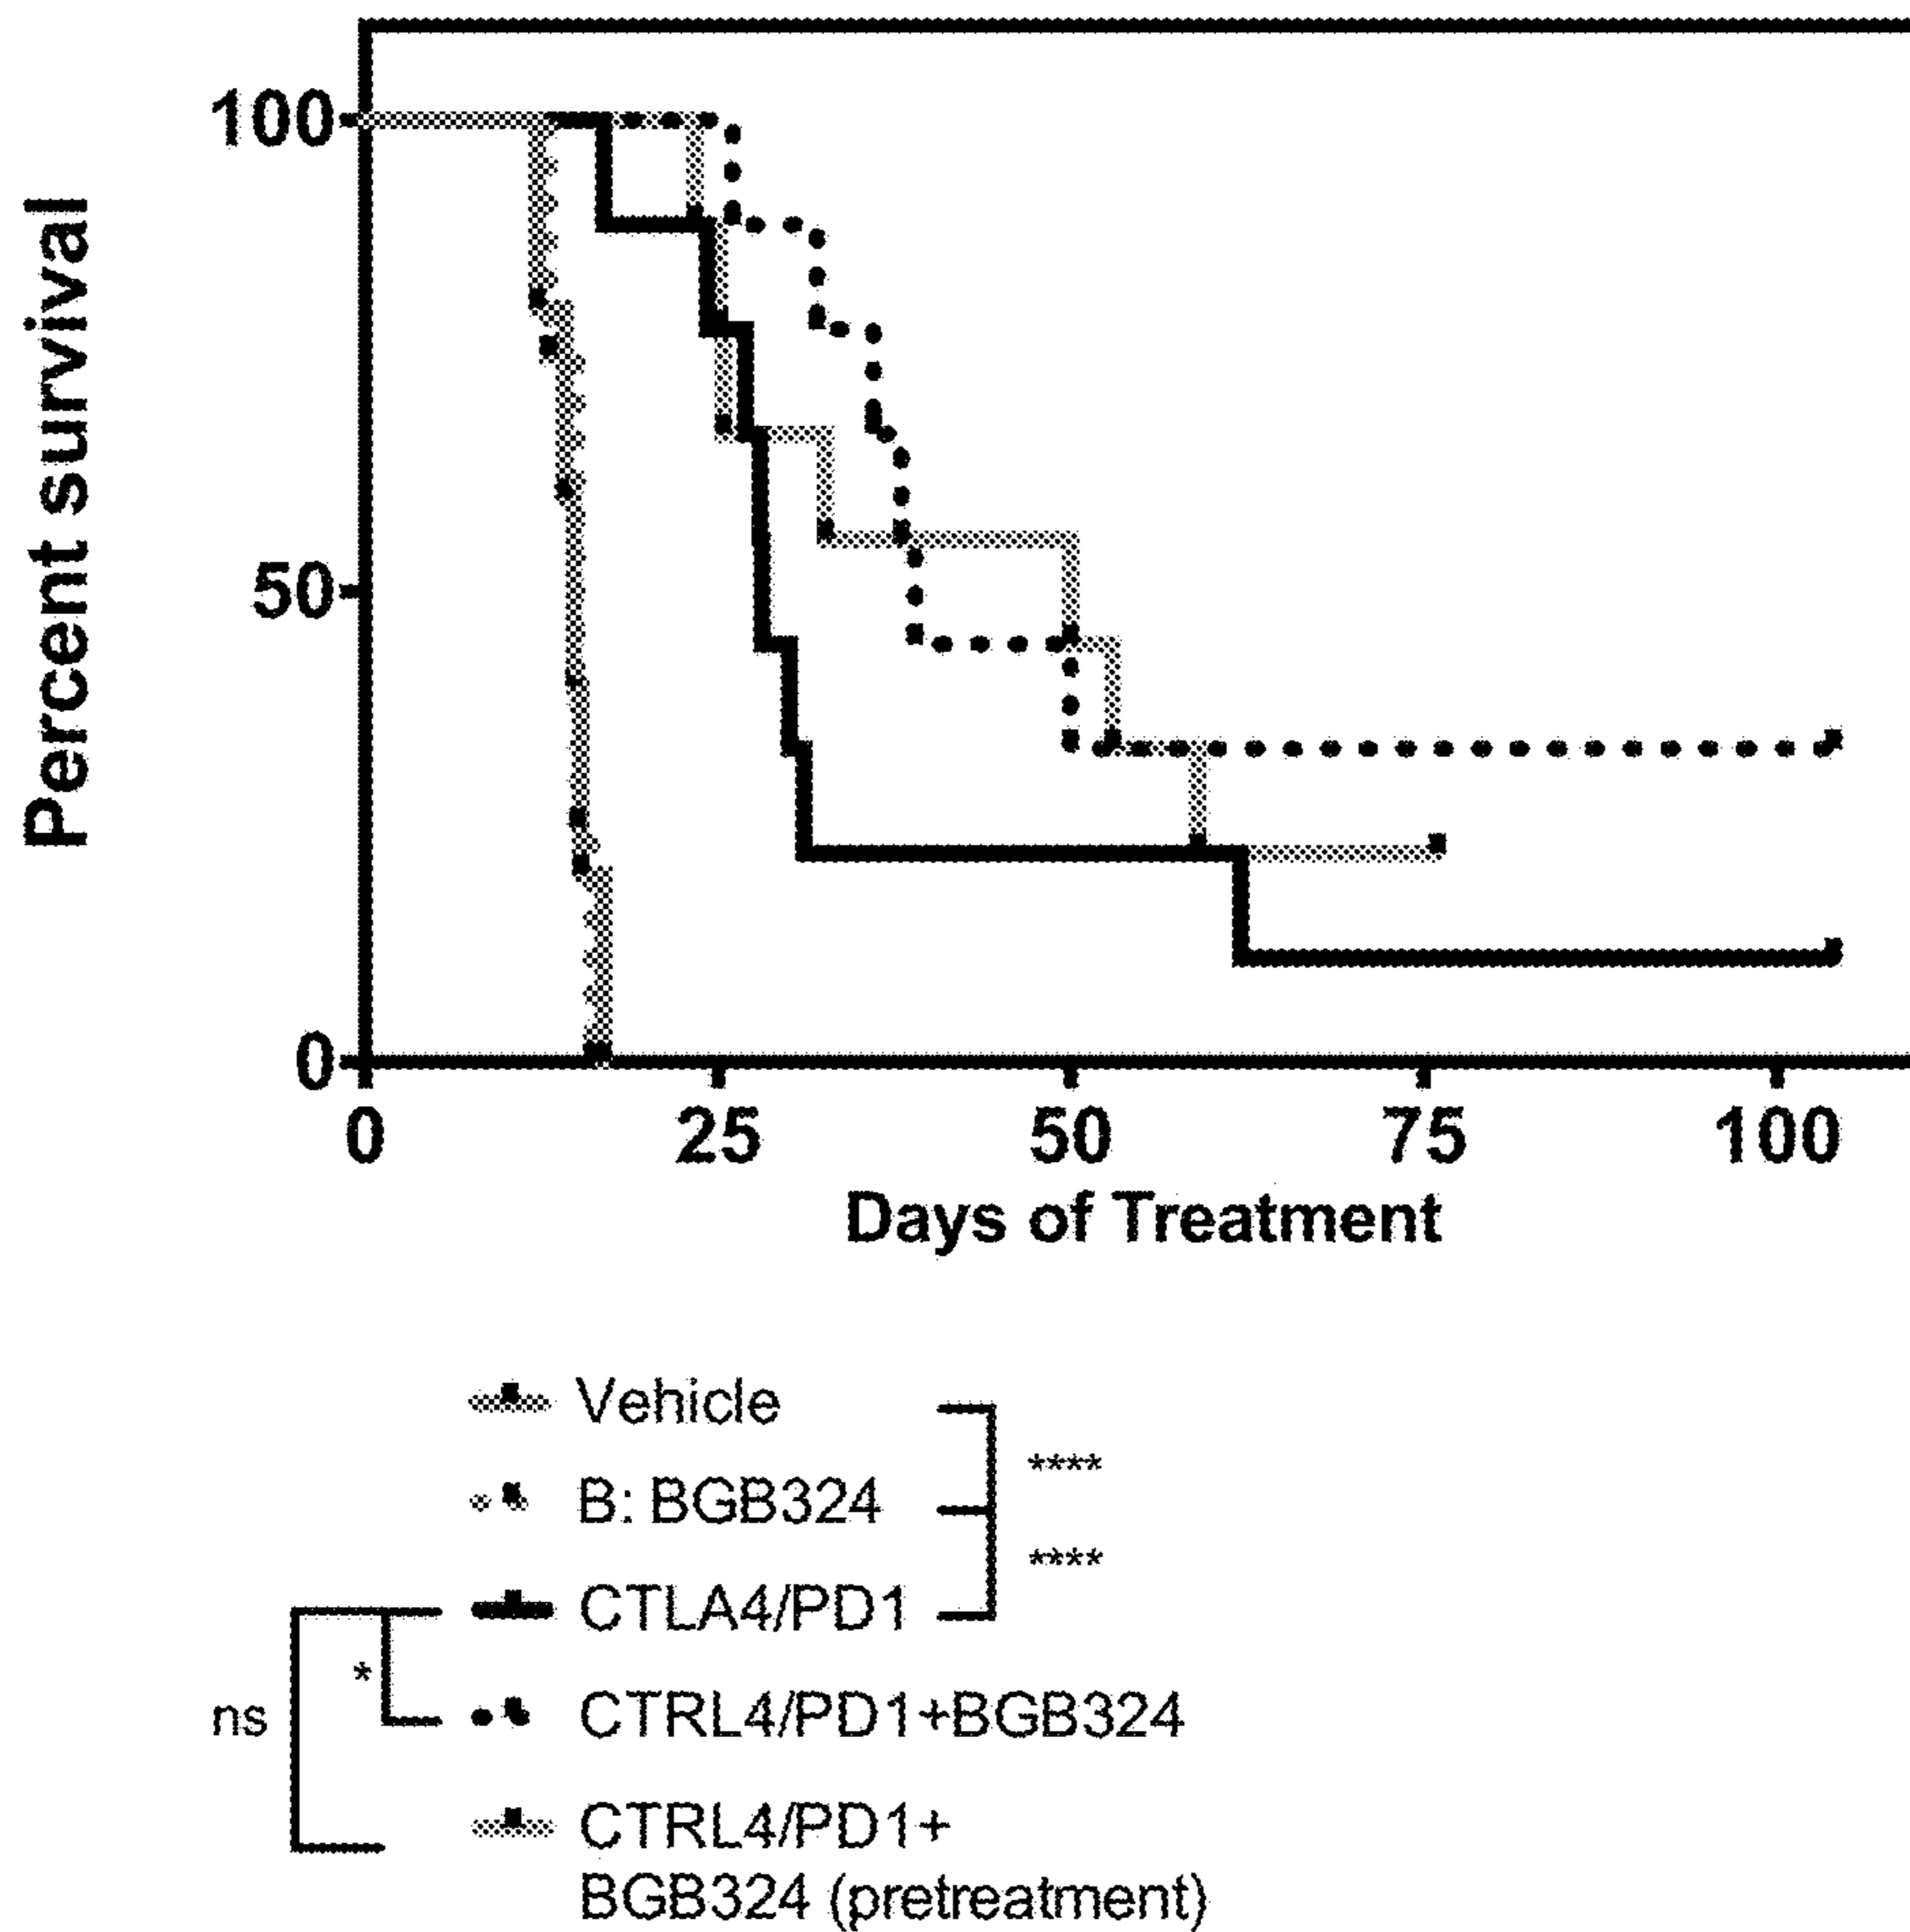 Percent survival
100
50
0
0 25 50 75 100
Days of Treatment
Vehicle
****
B: BGB324
****
CTLA4/PD1
*
ns
CTRL4/PD1+BGB324
CTRL4/PD1+
BGB324 (pretreatment)